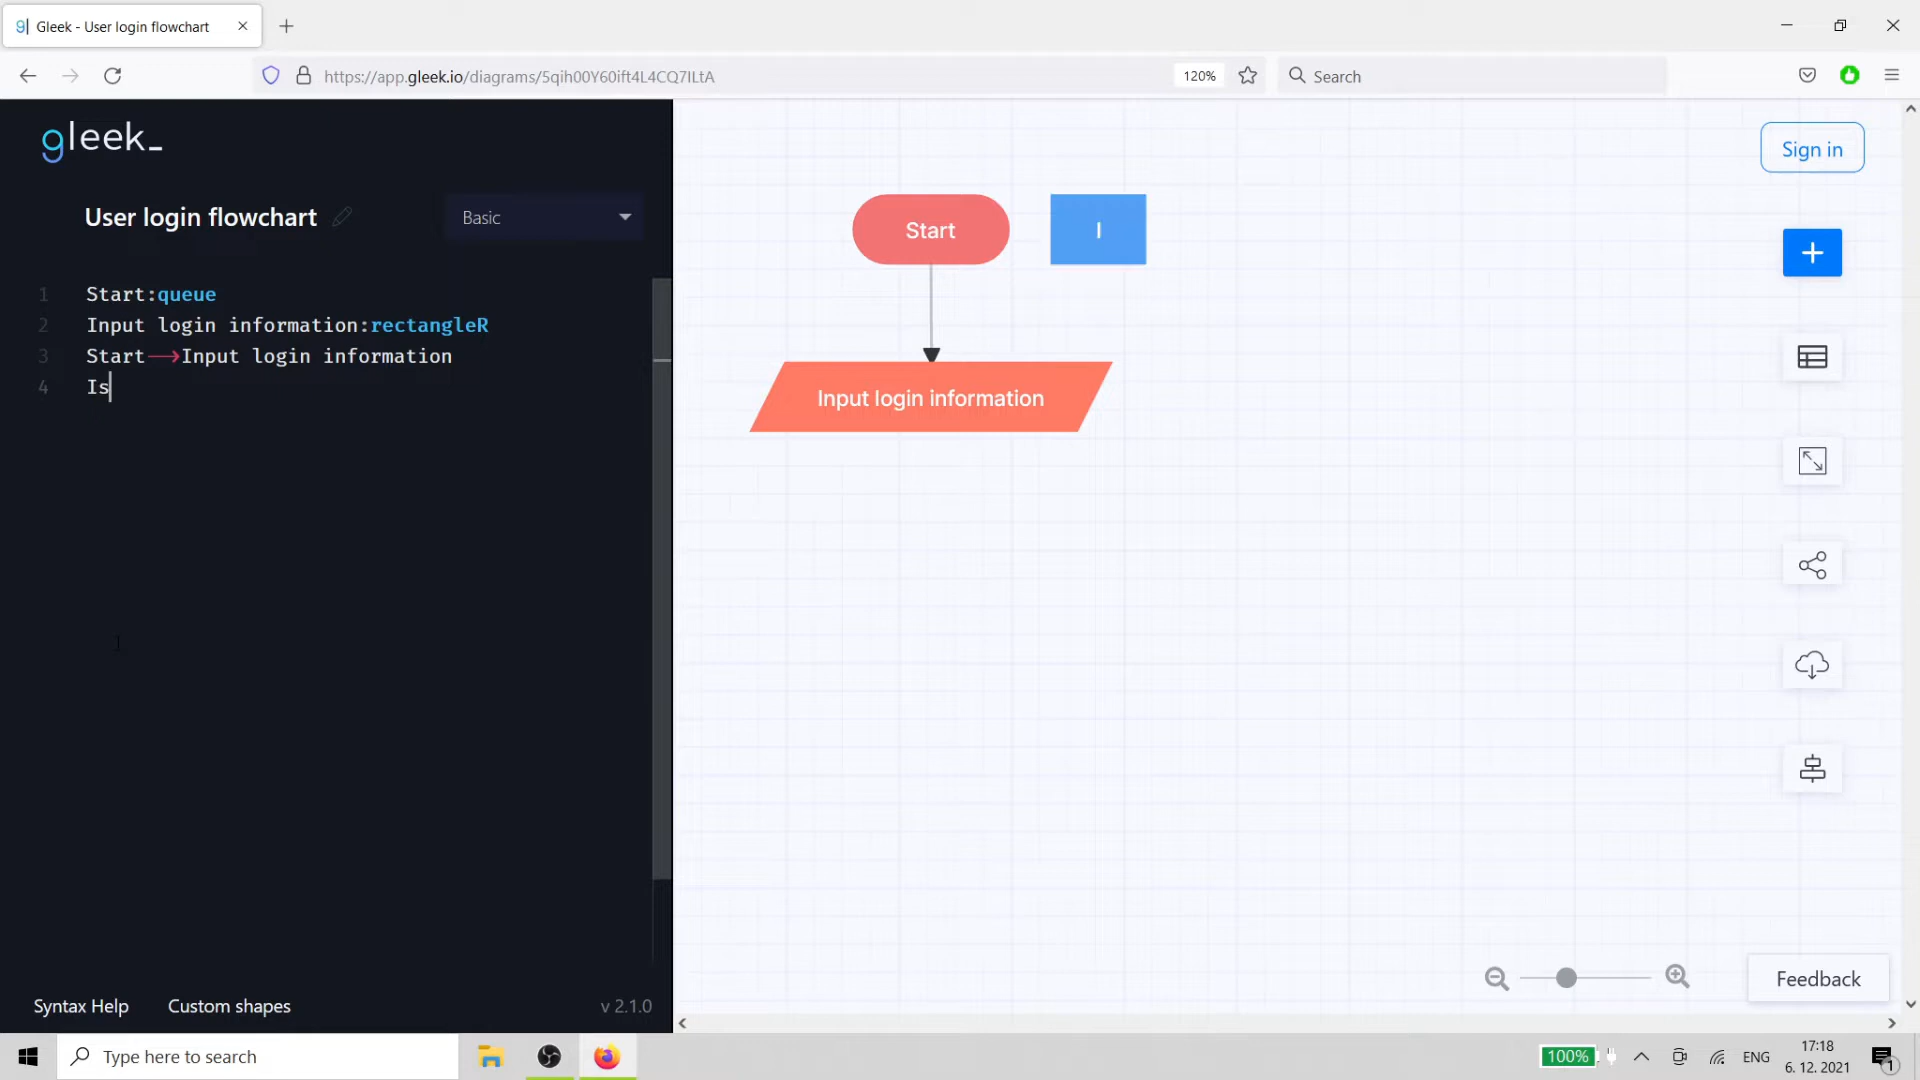 g| Gleek - User login flowchart
https://app.gleek.io/diagrams/5qih00Y60ift4L4CQ7ILtA
120%
Search
gleek_
Sign in
User login flowchart
Basic
1 Start:queue
2 Input login information:rectangleR
3 Start→Input login information
4 Is
Start
I
Input login information
Syntax Help
Custom shapes
v 2.1.0
Feedback
Type here to search
100%
ENG
17:18
6. 12. 2021
1